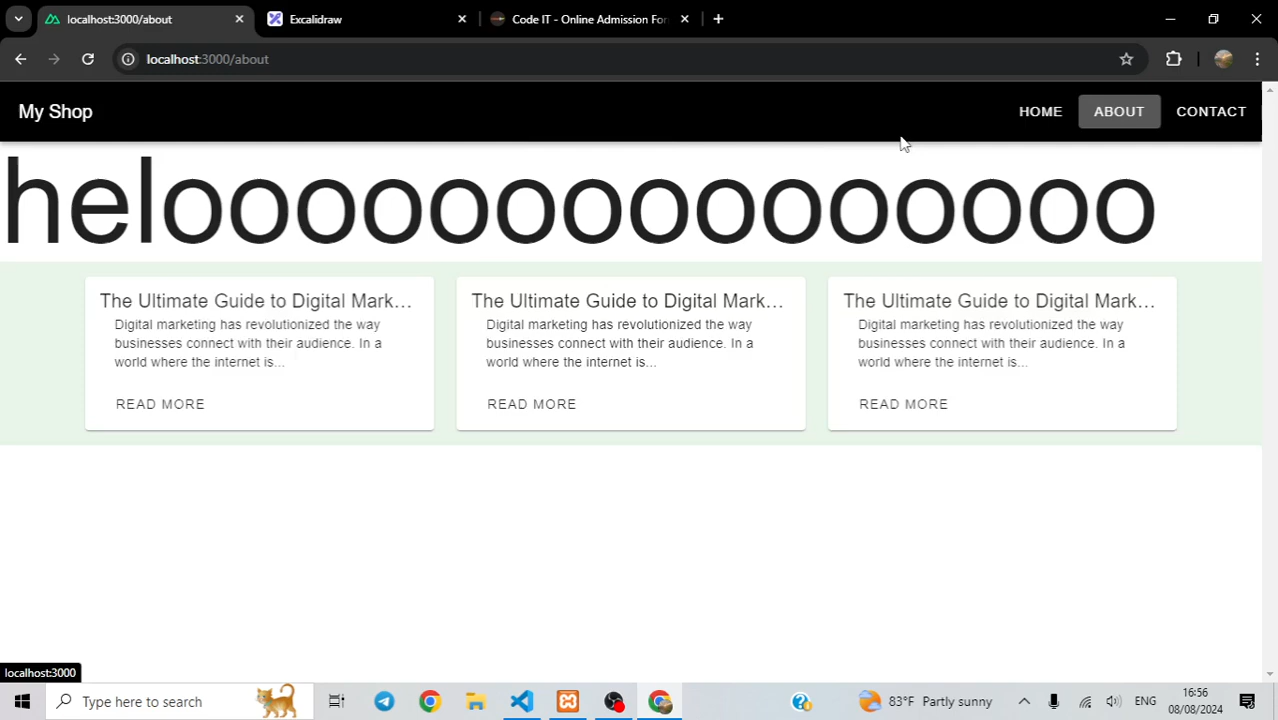 localhost:3000/about
Excalidraw
Code IT - Online Admission For
localhost:3000/about
My Shop
HOME ABOUT CONTACT
helooooooooooooooo
The Ultimate Guide to Digital Mark...
Digital marketing has revolutionized the way
businesses connect with their audience. In a
world where the internet is...
READ MORE
The Ultimate Guide to Digital Mark...
Digital marketing has revolutionized the way
businesses connect with their audience. In a
world where the internet is...
READ MORE
The Ultimate Guide to Digital Mark...
Digital marketing has revolutionized the way
businesses connect with their audience. In a
world where the internet is...
READ MORE
localhost:3000
Type here to search
83°F Partly sunny
ENG
16:56
08/08/2024